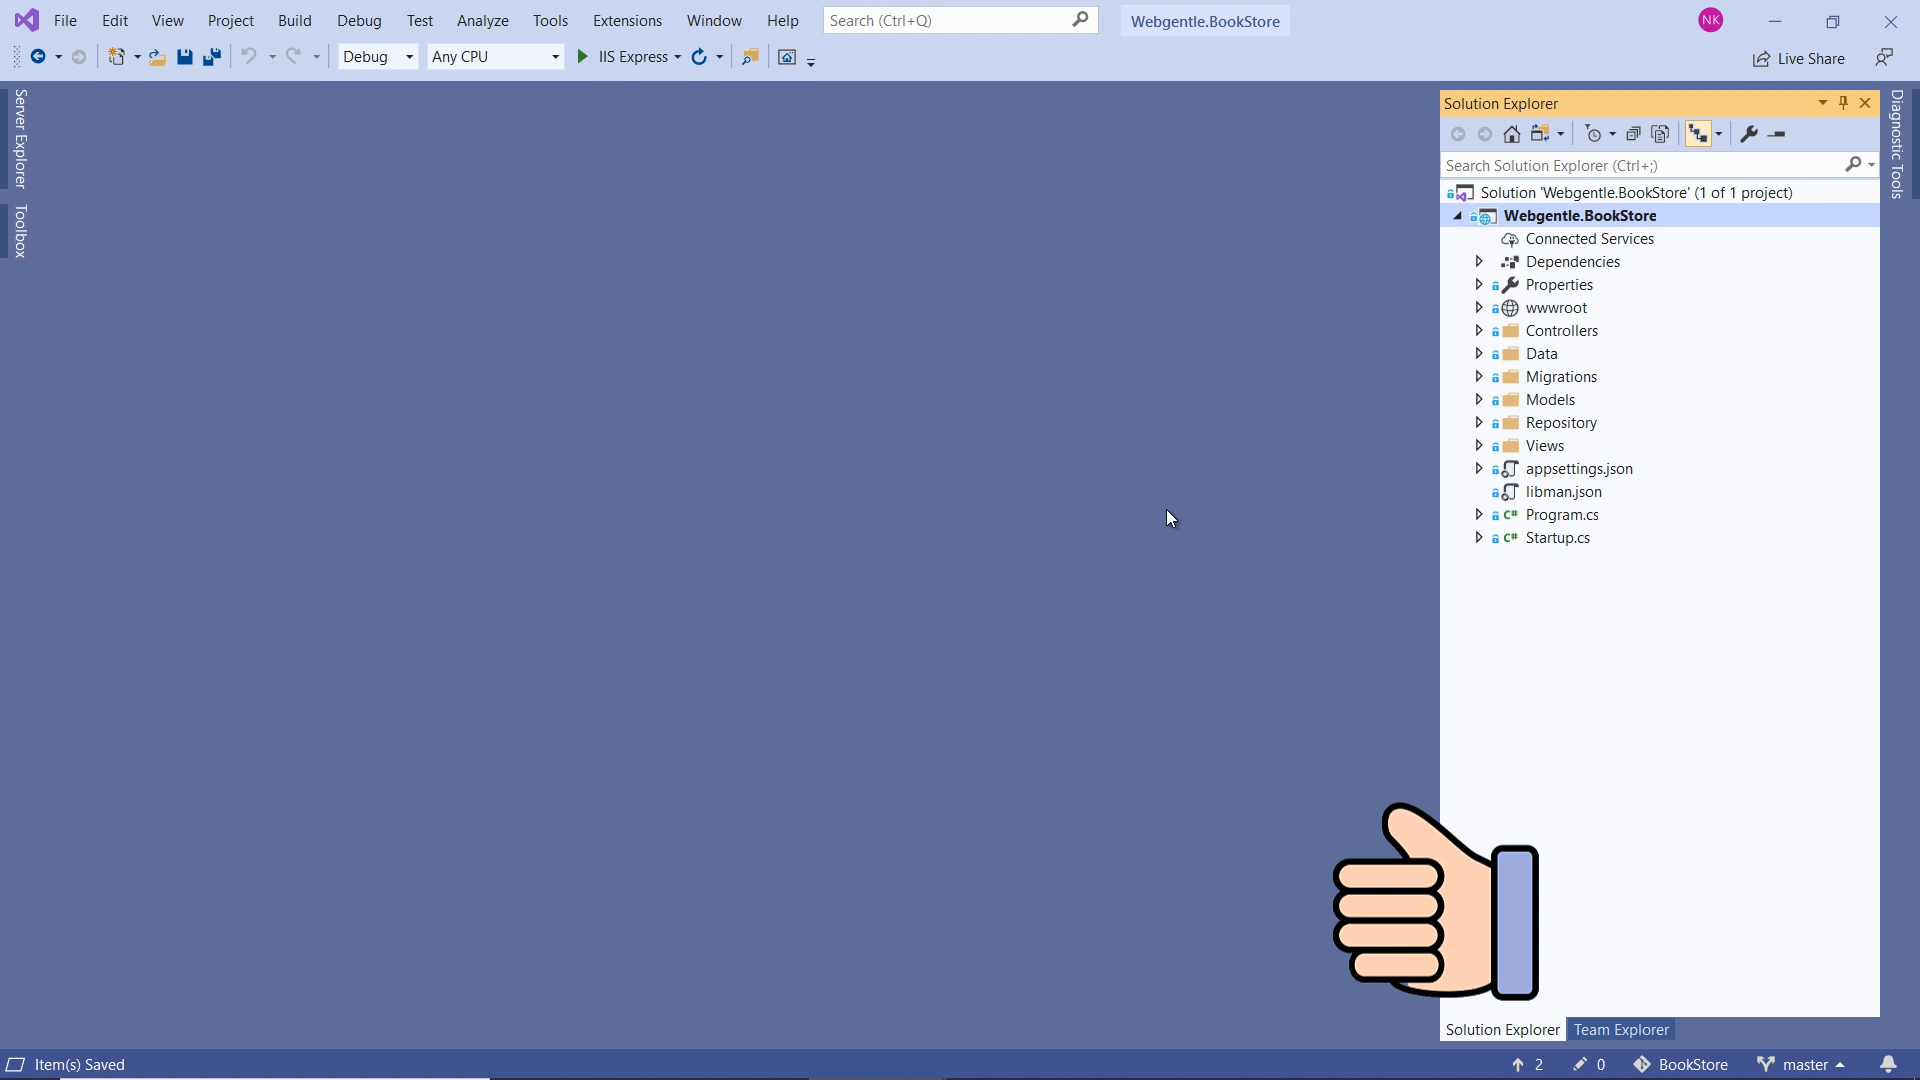 File Edit View Project Build Debug Test Analyze Tools Extensions Window Help Search (Ctrl+Q) Webgentle.BookStore NK
Debug Any CPU IIS Express Live Share
Server Explorer
Toolbox
Solution Explorer
Search Solution Explorer (Ctrl+;)
Solution 'Webgentle.BookStore' (1 of 1 project)
Webgentle.BookStore
Connected Services
Dependencies
Properties
wwwroot
Controllers
Data
Migrations
Models
Repository
Views
appsettings.json
libman.json
C# Program.cs
C# Startup.cs
Diagnostic Tools
Solution Explorer Team Explorer
Item(s) Saved 2 0 BookStore master